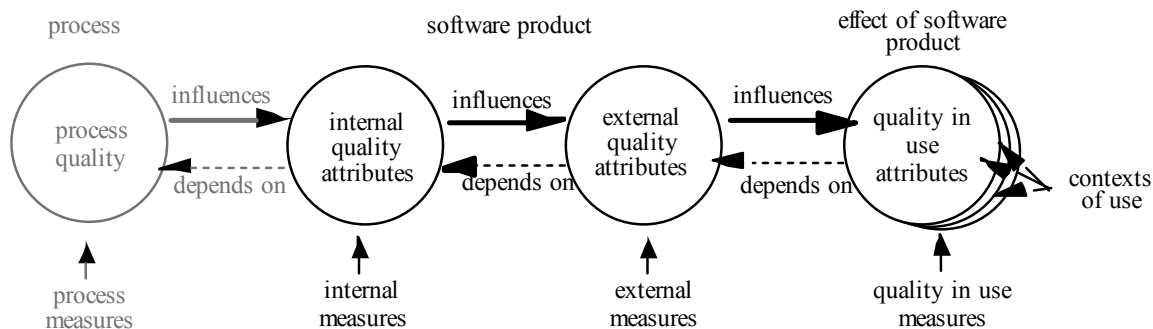 process
software product
effect of software
product
influences
influences
influences
process
quality
internal
quality
attributes
external
quality
attributes
quality in
use
attributes
depends on
depends on
depends on
contexts
of use
process
measures
internal
measures
external
measures
quality in use
measures